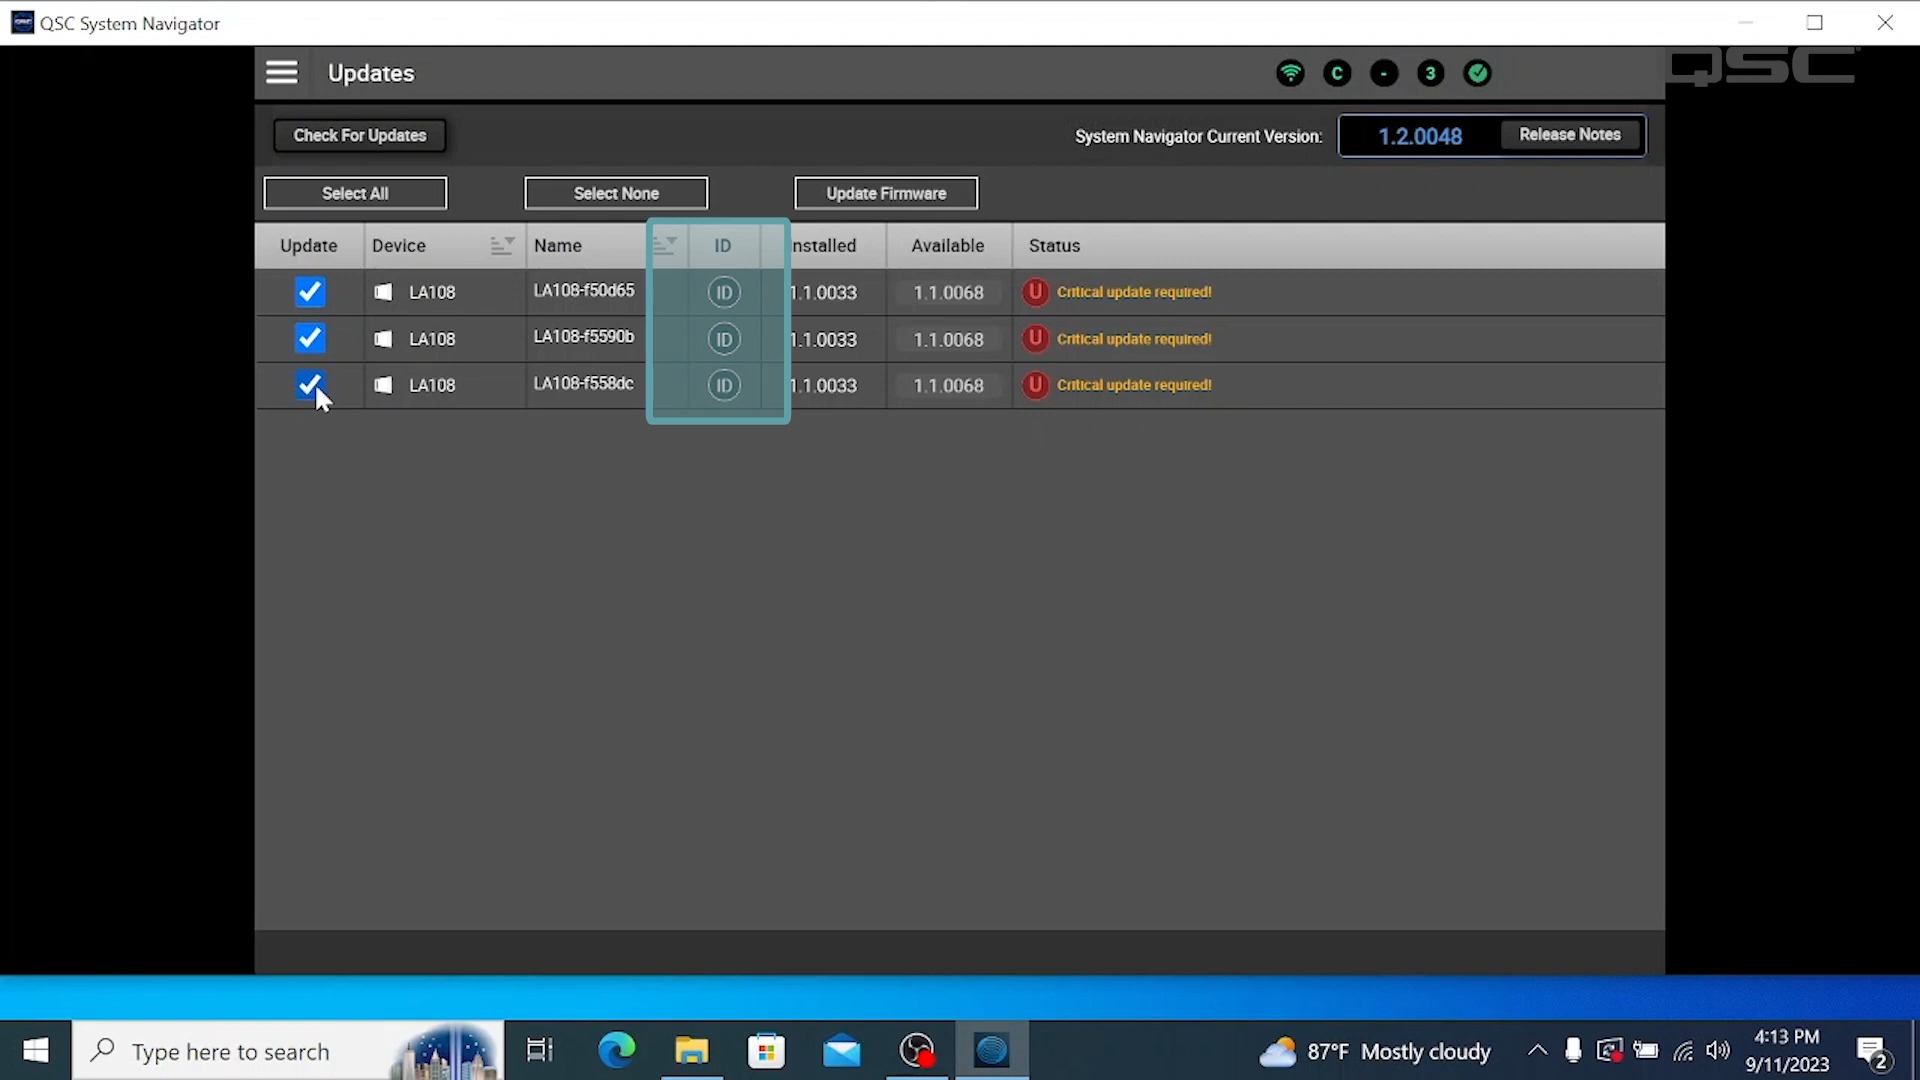 QSC System Navigator
Updates
C
-
3
QSC
Check For Updates
System Navigator Current Version:
1.2.0048
Release Notes
Select All
Select None
Update Firmware
Update Device Name ID nstalled Available Status
LA108 LA108-f50d65 ID 1.1.0033 1.1.0068 U Critical update required!
LA108 LA108-f5590b ID 1.1.0033 1.1.0068 U Critical update required!
LA108 LA108-f558dc ID 1.1.0033 1.1.0068 U Critical update required!
Type here to search
87°F Mostly cloudy
4:13 PM
9/11/2023
2